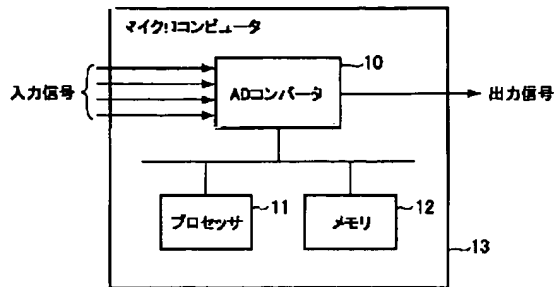 マイクロコンピュータ
10
入力信号
ADコンバータ
出力信号
プロセッサ
11
メモリ
12
13